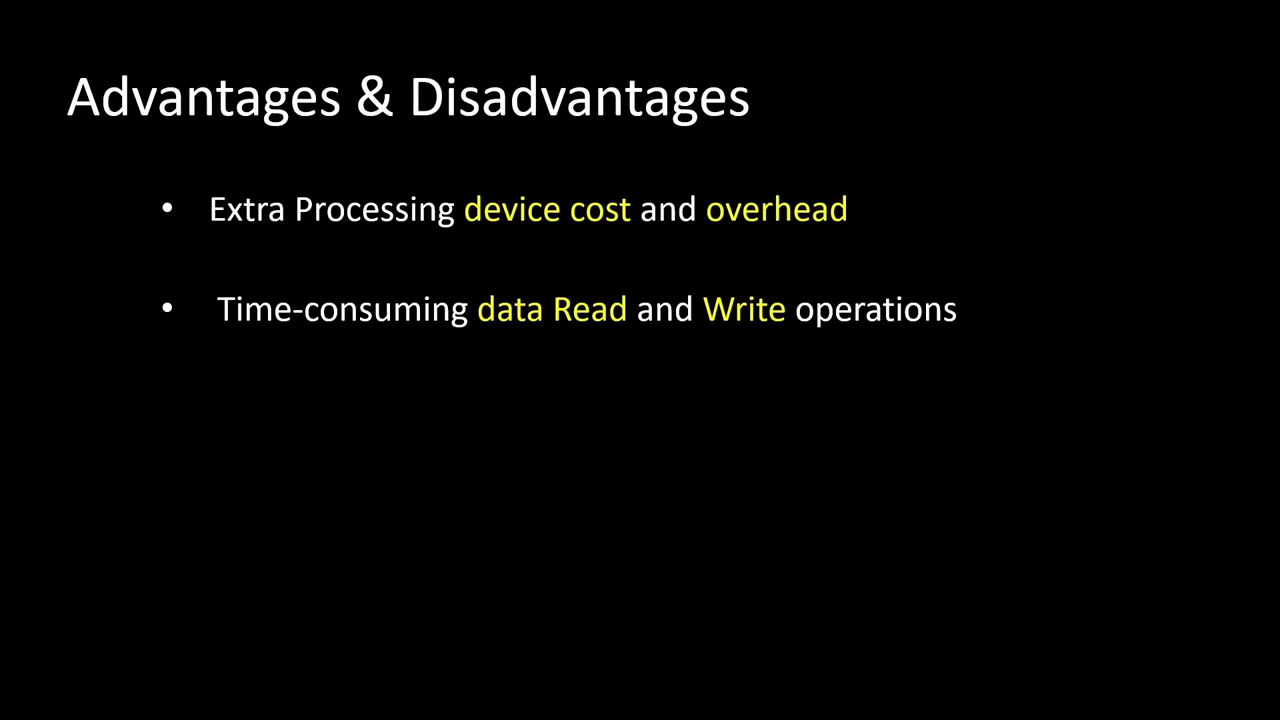 Advantages & Disadvantages
• Extra Processing device cost and overhead
• Time-consuming data Read and Write operations